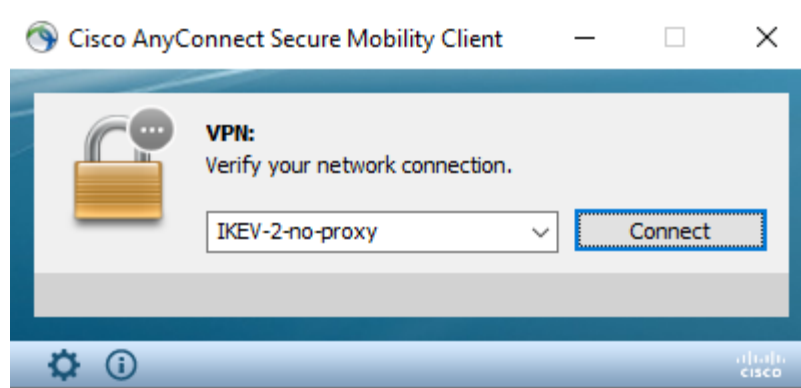 Cisco AnyConnect Secure Mobility Client
VPN:
Verify your network connection.
IKEV-2-no-proxy
Connect
CISCO